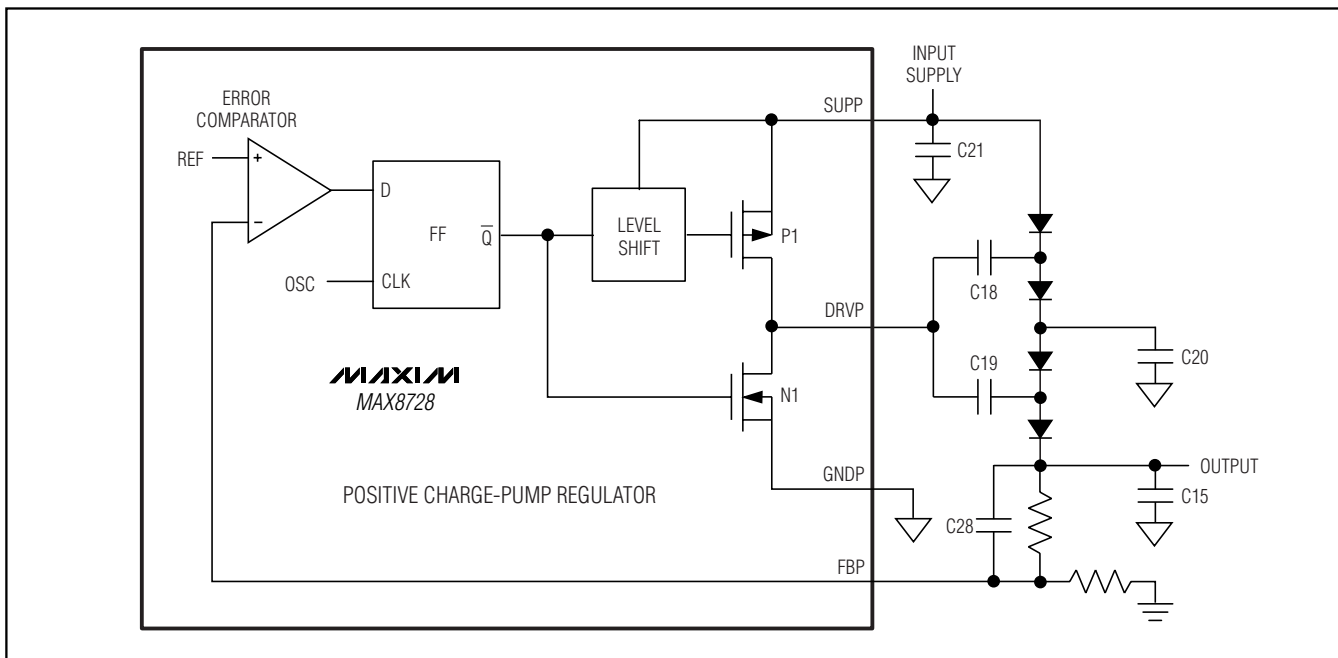 INPUT
SUPPLY
ERROR
COMPARATOR
SUPP
REF
+
C21
D
−
FF
Q̅
LEVEL
SHIFT
P1
OSC
CLK
C18
DRVP
C19
C20
MAXIM
MAX8728
N1
POSITIVE CHARGE-PUMP REGULATOR
GNDP
OUTPUT
C15
C28
FBP